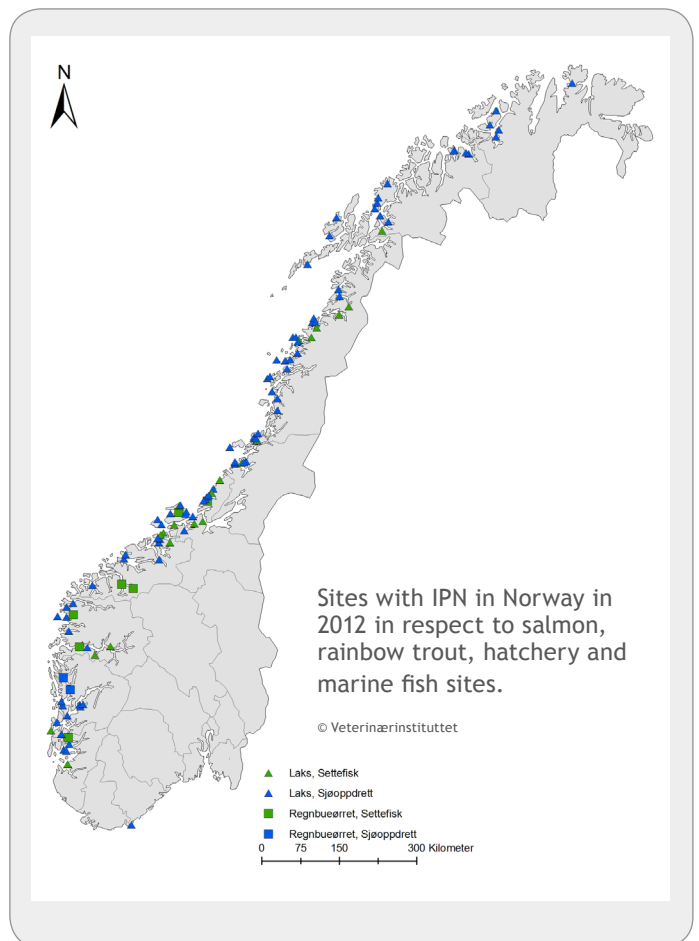 N
Sites with IPN in Norway in
2012 in respect to salmon,
rainbow trout, hatchery and
marine fish sites.
© Veterinærinstituttet
Laks, Settefisk
Laks, Sjøoppdrett
Regnbueørret, Settefisk
Regnbueørret, Sjøoppdrett
0 75 150 300 Kilometer